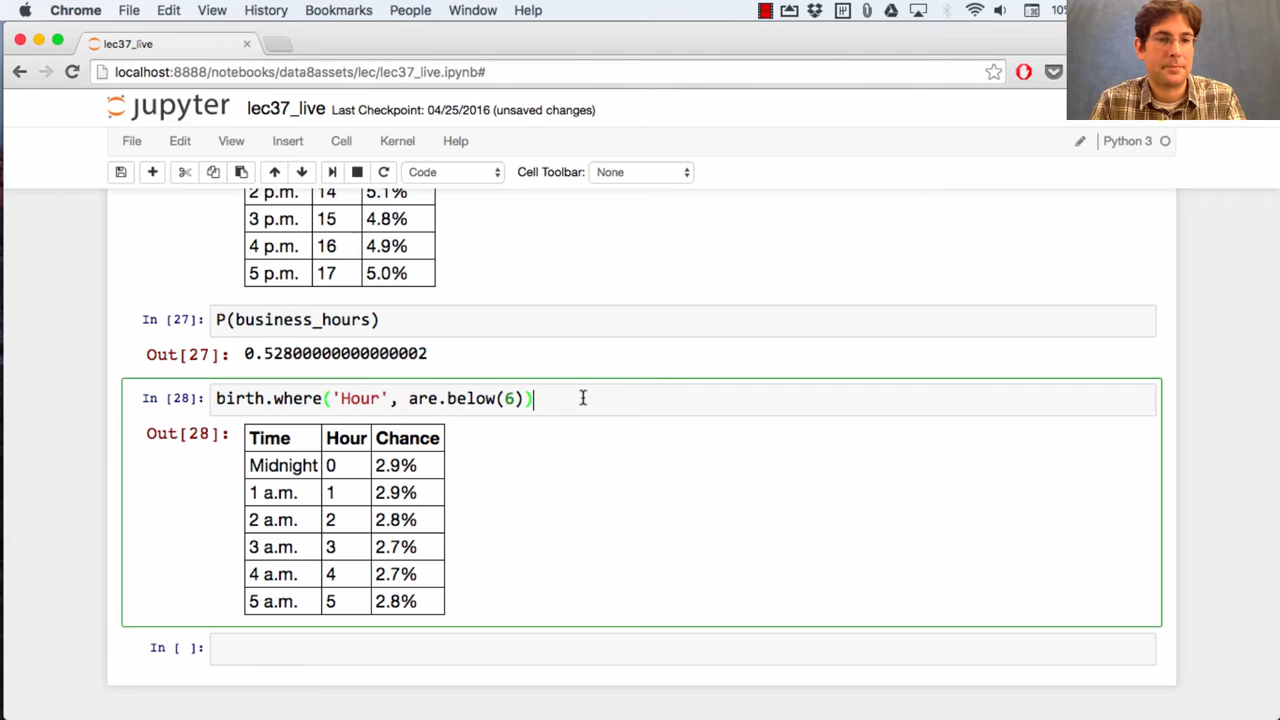 Chrome File Edit View History Bookmarks People Window Help 10%
lec37_live
localhost:8888/notebooks/data8assets/lec/lec37_live.ipynb#
jupyter lec37_live Last Checkpoint: 04/25/2016 (unsaved changes)
File Edit View Insert Cell Kernel Help Python 3
Code Cell Toolbar: None
2 p.m. 14 5.1%
3 p.m. 15 4.8%
4 p.m. 16 4.9%
5 p.m. 17 5.0%
In [27]: P(business_hours)
Out[27]: 0.52800000000000002
In [28]: birth.where('Hour', are.below(6))
Out[28]:
Time Hour Chance
Midnight 0 2.9%
1 a.m. 1 2.9%
2 a.m. 2 2.8%
3 a.m. 3 2.7%
4 a.m. 4 2.7%
5 a.m. 5 2.8%
In [ ]: